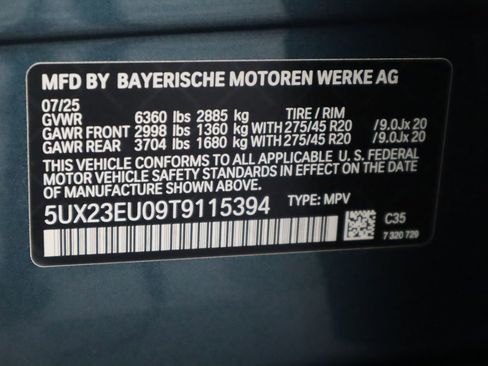 MFD BY BAYERISCHE MOTOREN WERKE AG
07/25
GVWR 6360 lbs 2885 kg TIRE / RIM
GAWR FRONT 2998 lbs 1360 kg WITH 275/45 R20 /9.0Jx 20
GAWR REAR 3704 lbs 1680 kg WITH 275/45 R20 /9.0Jx 20
THIS VEHICLE CONFORMS TO ALL APPLICABLE U. S. FEDERAL
MOTOR VEHICLE SAFETY STANDARDS IN EFFECT ON THE DATE
OF MANUFACTURE SHOWN ABOVE.
5UX23EU09T9115394 TYPE: MPV
C35
7 320 729